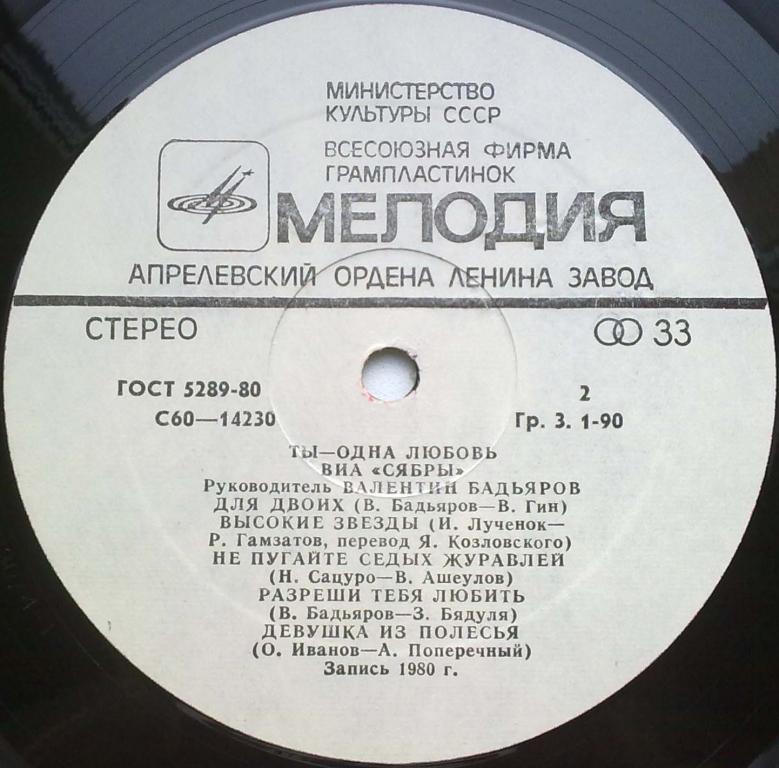 МИНИСТЕРСТВО
КУЛЬТУРЫ СССР
ВСЕСОЮЗНАЯ ФИРМА
ГРАМПЛАСТИНОК
МЕЛОДИЯ
АПРЕЛЕВСКИЙ ОРДЕНА ЛЕНИНА ЗАВОД
СТЕРЕО 33
ГОСТ 5289-80 2
С60—14230 Гр. 3. 1-90
ТЫ—ОДНА ЛЮБОВЬ
ВИА «СЯБРЫ»
Руководитель ВАЛЕНТИН БАДЬЯРОВ
ДЛЯ ДВОИХ (В. Бадьяров—В. Гин)
ВЫСОКИЕ ЗВЕЗДЫ (И. Лученок—
Р. Гамзатов, перевод Я. Козловского)
НЕ ПУГАЙТЕ СЕДЫХ ЖУРАВЛЕЙ
(Н. Сацуро—В. Ашеулов)
РАЗРЕШИ ТЕБЯ ЛЮБИТЬ
(В. Бадьяров—З. Бядуля)
ДЕВУШКА ИЗ ПОЛЕСЬЯ
(О. Иванов—А. Поперечный)
Запись 1980 г.